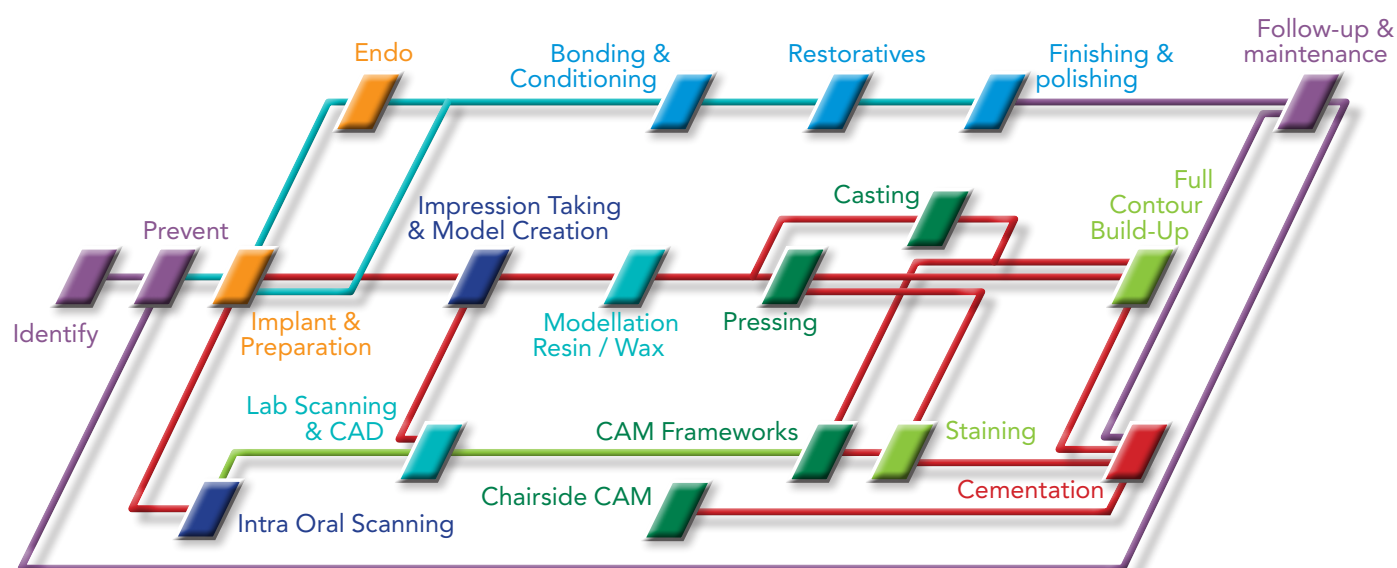 Endo
Bonding &
Conditioning
Restoratives
Finishing &
polishing
Follow-up &
maintenance
Identify
Prevent
Implant &
Preparation
Impression Taking
& Model Creation
Modellation
Resin / Wax
Casting
Pressing
Full
Contour
Build-Up
Lab Scanning
& CAD
CAM Frameworks
Staining
Intra Oral Scanning
Chairside CAM
Cementation